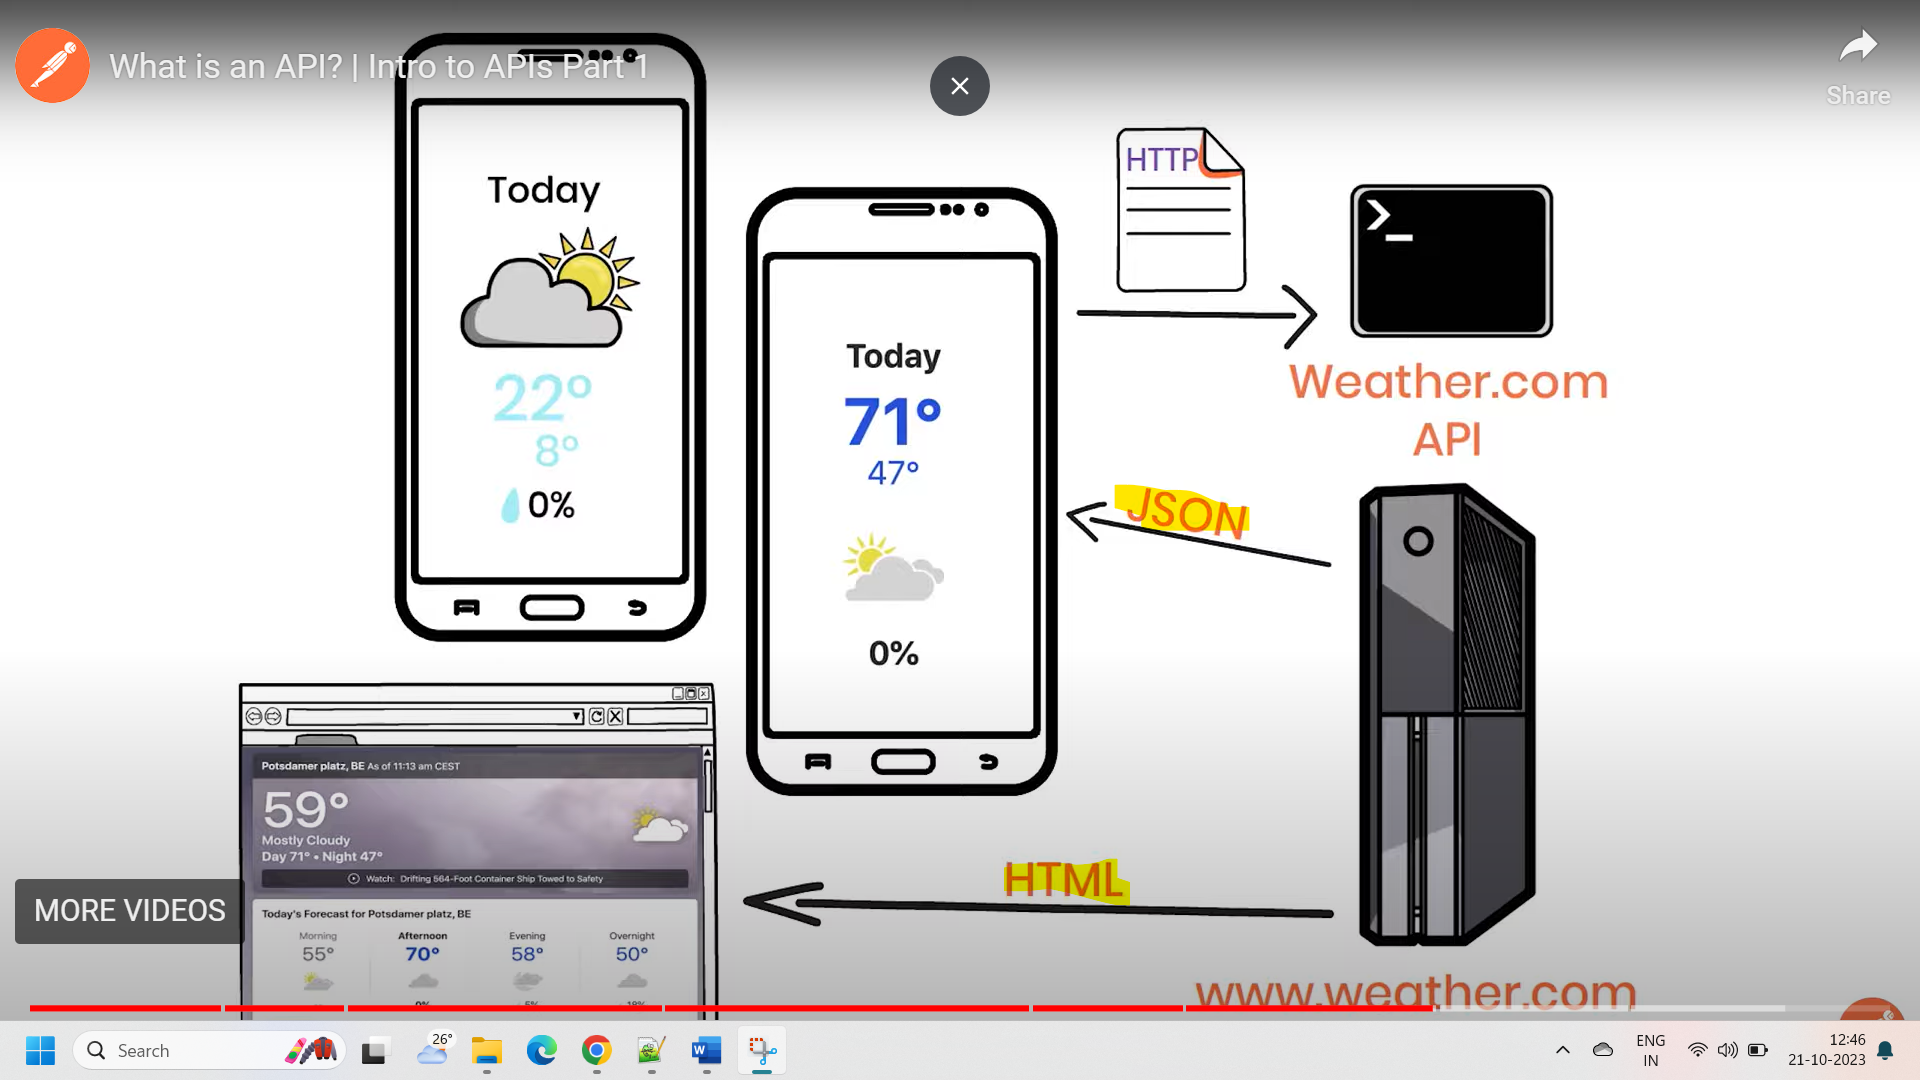 What is an API? | Intro to APIs Part 1
Share
Today
22°
8°
0%
Today
71°
47°
0%
HTTP
Weather.com
API
JSON
HTML
www.weather.com
Potsdamer platz, BE As of 11:13 am CEST
59°
Mostly Cloudy
Day 71° • Night 47°
Watch: Drifting 564-Foot Container Ship Towed to Safety
Today's Forecast for Potsdamer platz, BE
Morning Afternoon Evening Overnight
55° 70° 58° 50°
MORE VIDEOS
Search
26°
ENG
IN
12:46
21-10-2023